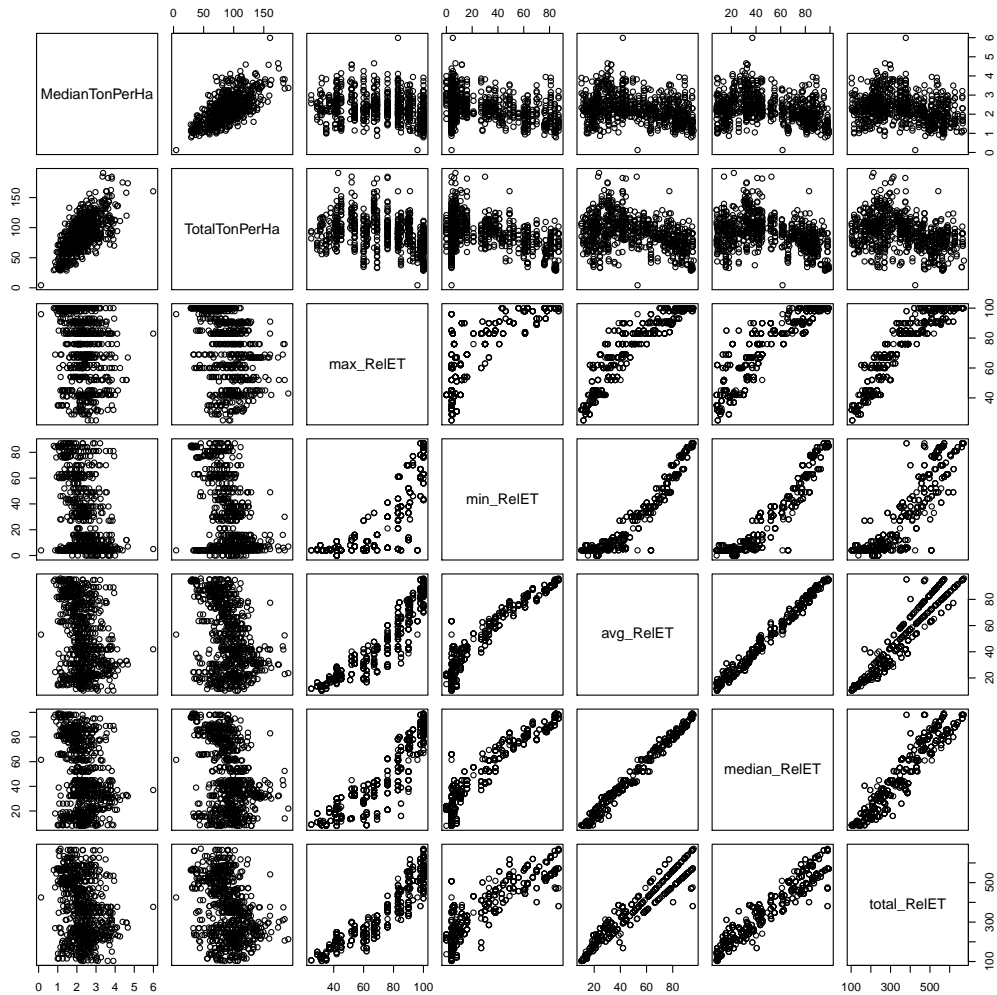 0 50 100 150
0 20 40 60 80
20 40 60 80
MedianTonPerHa
0 1 2 3 4 5 6
0 50 100 150
TotalTonPerHa
max_RelET
40 60 80 100
0 20 40 60 80
min_RelET
avg_RelET
20 40 60 80
20 40 60 80
median_RelET
total_RelET
100 300 500
0 1 2 3 4 5 6
40 60 80 100
20 40 60 80
100 300 500